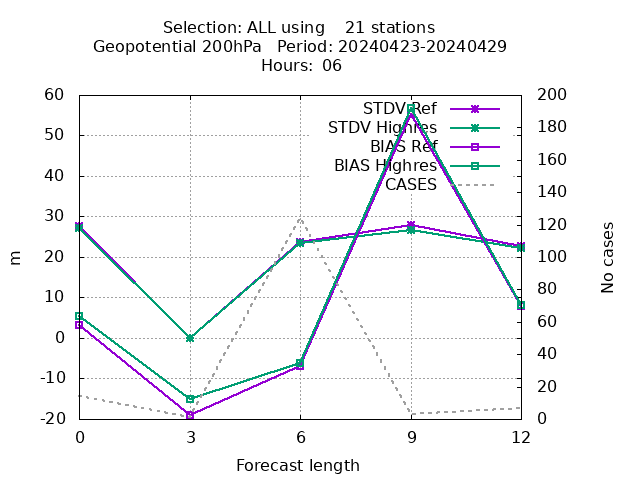 Selection: ALL using    21 stations
Geopotential 200hPa   Period: 20240423-20240429
Hours: 06
60
50
40
30
20
10
0
-10
-20
m
200
180
160
140
120
100
80
60
40
20
0
No cases
STDV Ref
STDV Highres
BIAS Ref
BIAS Highres
CASES
0 3 6 9 12
Forecast length